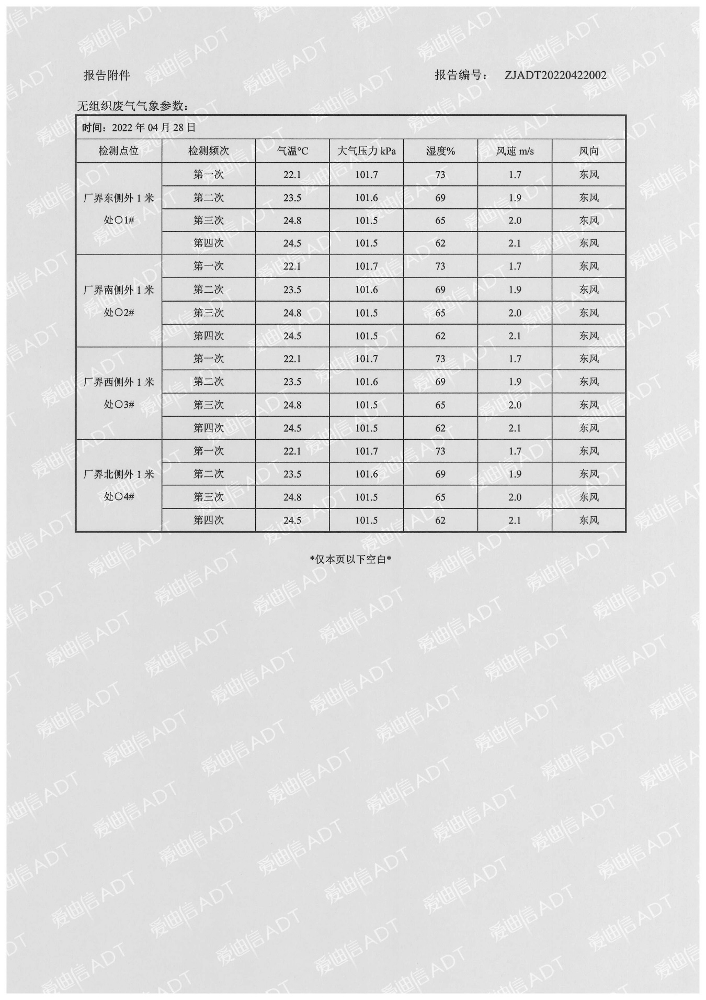 报告附件 报告编号： ZJADT20220422002
无组织废气气象参数：
时间：2022 年 04 月 28 日
检测点位 检测频次 气温℃ 大气压力 kPa 湿度% 风速 m/s 风向
厂界东侧外 1 米
处〇1#
第一次 22.1 101.7 73 1.7 东风
第二次 23.5 101.6 69 1.9 东风
第三次 24.8 101.5 65 2.0 东风
第四次 24.5 101.5 62 2.1 东风
厂界南侧外 1 米
处〇2#
第一次 22.1 101.7 73 1.7 东风
第二次 23.5 101.6 69 1.9 东风
第三次 24.8 101.5 65 2.0 东风
第四次 24.5 101.5 62 2.1 东风
厂界西侧外 1 米
处〇3#
第一次 22.1 101.7 73 1.7 东风
第二次 23.5 101.6 69 1.9 东风
第三次 24.8 101.5 65 2.0 东风
第四次 24.5 101.5 62 2.1 东风
厂界北侧外 1 米
处〇4#
第一次 22.1 101.7 73 1.7 东风
第二次 23.5 101.6 69 1.9 东风
第三次 24.8 101.5 65 2.0 东风
第四次 24.5 101.5 62 2.1 东风
*仅本页以下空白*
爱迪信 ADT